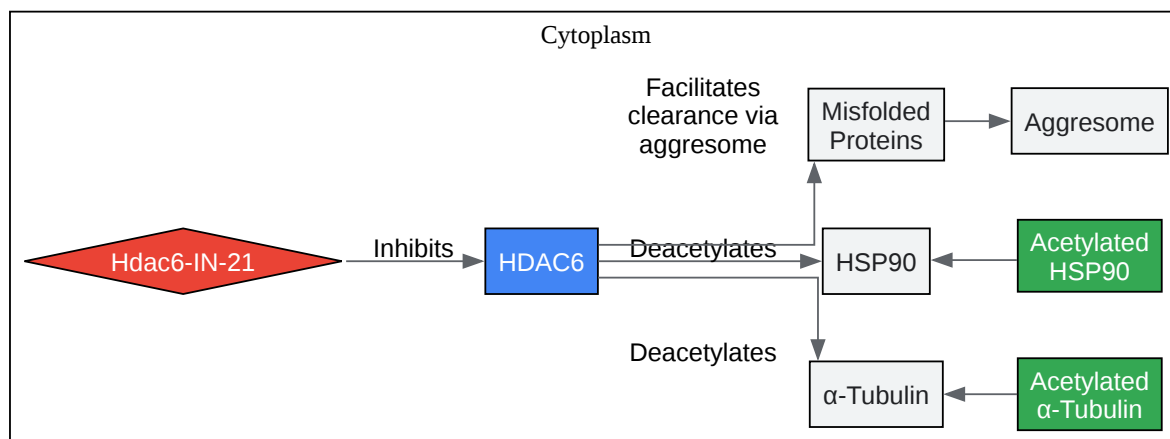 Cytoplasm
Facilitates
clearance via
aggresome
Misfolded
Proteins
Aggresome
Hdac6-IN-21
Inhibits
HDAC6
Deacetylates
HSP90
Acetylated
HSP90
Deacetylates
α-Tubulin
Acetylated
α-Tubulin